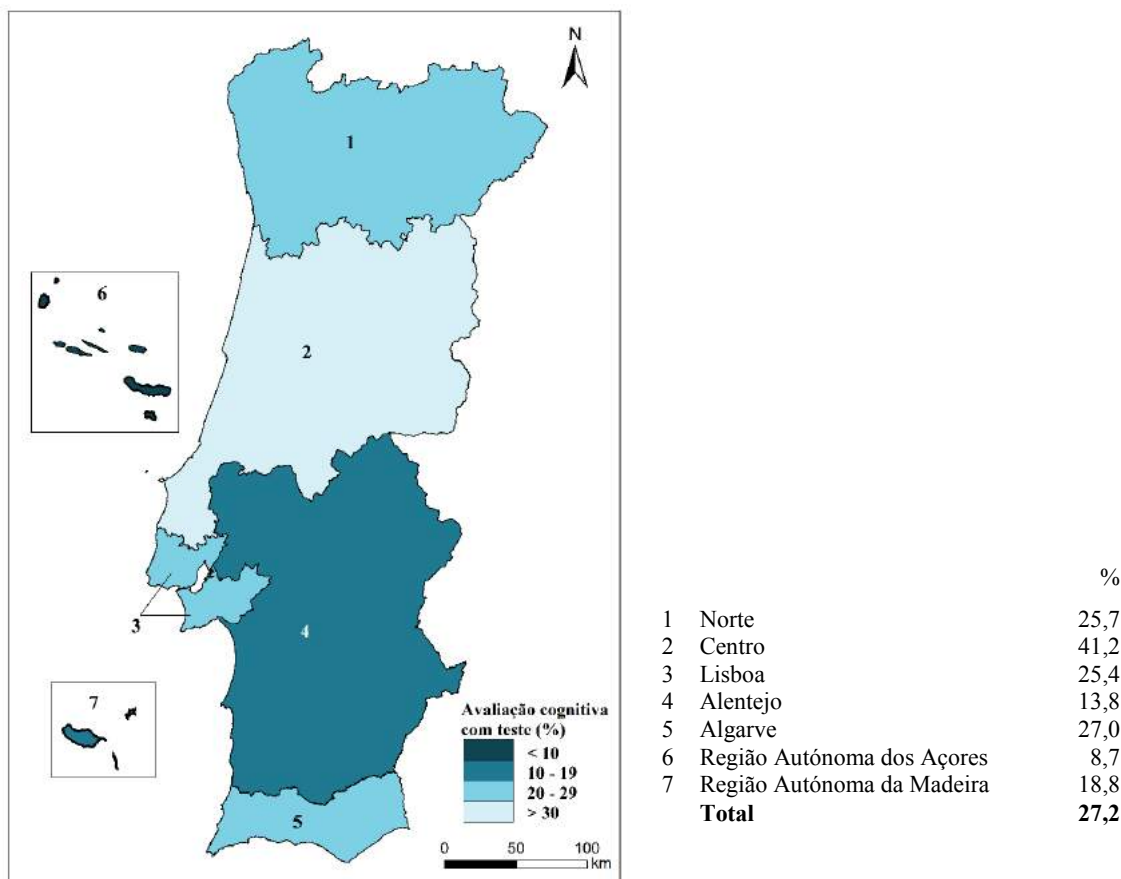 N
1
6
2
3
4
7
5
Avaliação cognitiva
com teste (%)
< 10
10 - 19
20 - 29
> 30
0 50 100
km
%
1 Norte 25,7
2 Centro 41,2
3 Lisboa 25,4
4 Alentejo 13,8
5 Algarve 27,0
6 Região Autónoma dos Açores 8,7
7 Região Autónoma da Madeira 18,8
Total 27,2